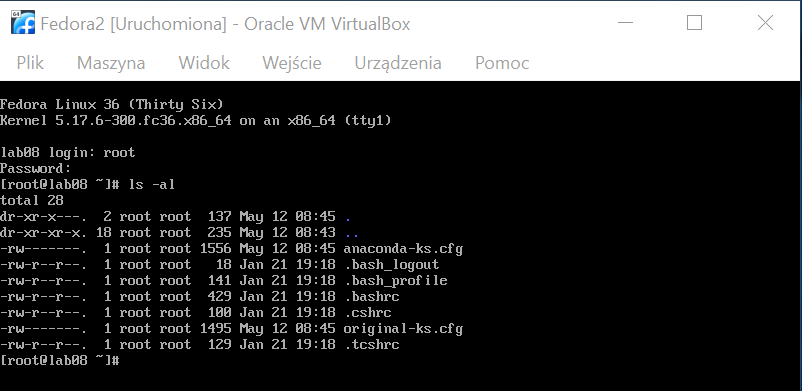 Fedora2 [Uruchomiona] - Oracle VM VirtualBox
Plik Maszyna Widok Wejście Urządzenia Pomoc
Fedora Linux 36 (Thirty Six)
Kernel 5.17.6-300.fc36.x86_64 on an x86_64 (tty1)
lab08 login: root
Password:
[root@lab08 ~]# ls -al
total 28
dr-xr-x---.  2 root root  137 May 12 08:45 .
dr-xr-xr-x. 18 root root  235 May 12 08:43 ..
-rw-------.  1 root root 1556 May 12 08:45 anaconda-ks.cfg
-rw-r--r--.  1 root root   18 Jan 21 19:18 .bash_logout
-rw-r--r--.  1 root root  141 Jan 21 19:18 .bash_profile
-rw-r--r--.  1 root root  429 Jan 21 19:18 .bashrc
-rw-r--r--.  1 root root  100 Jan 21 19:18 .cshrc
-rw-------.  1 root root 1495 May 12 08:45 original-ks.cfg
-rw-r--r--.  1 root root  129 Jan 21 19:18 .tcshrc
[root@lab08 ~]#